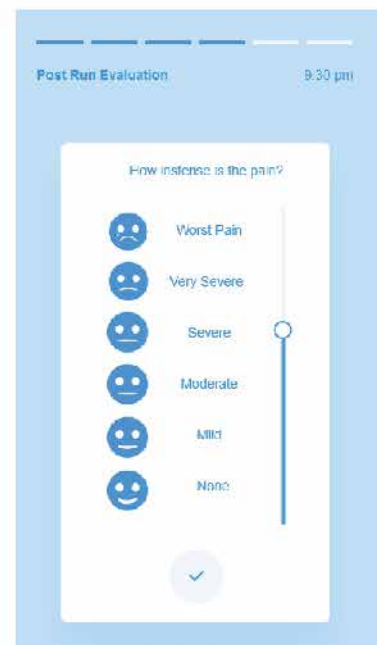 Post Run Evaluation 9:30 pm
How instense is the pain?
Worst Pain
Very Severe
Severe
Moderate
Mild
None